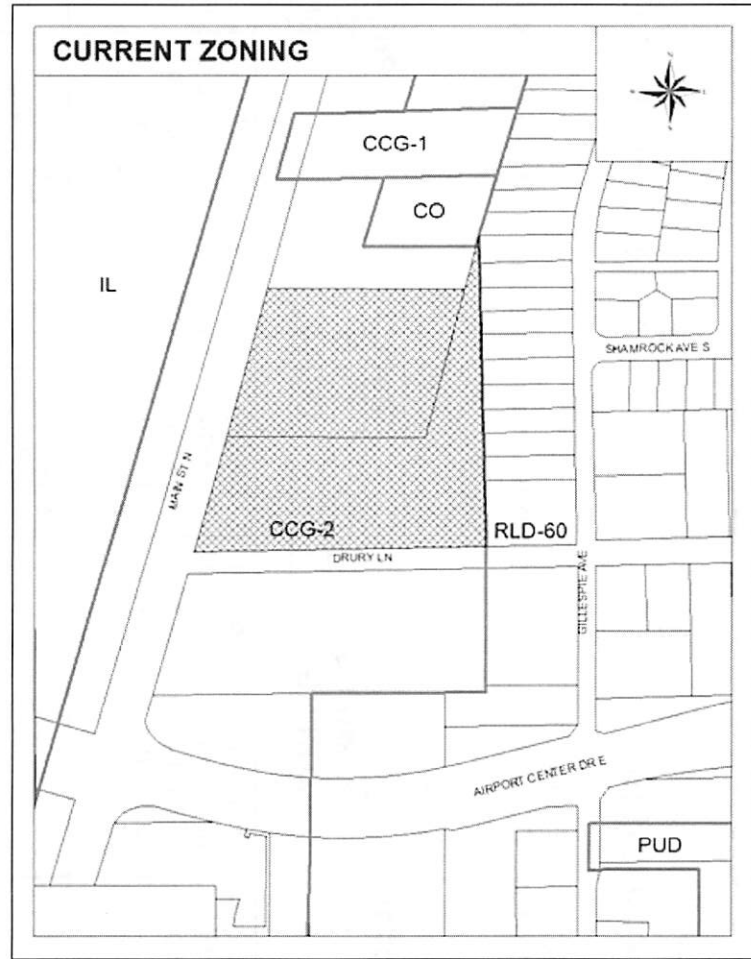 CURRENT ZONING
CCG-1
CO
IL
SHAMROCK AVE S
MAIN ST N
CCG-2
RLD-60
DRURY LN
GILLESPIE AVE
AIRPORT CENTER DR E
PUD